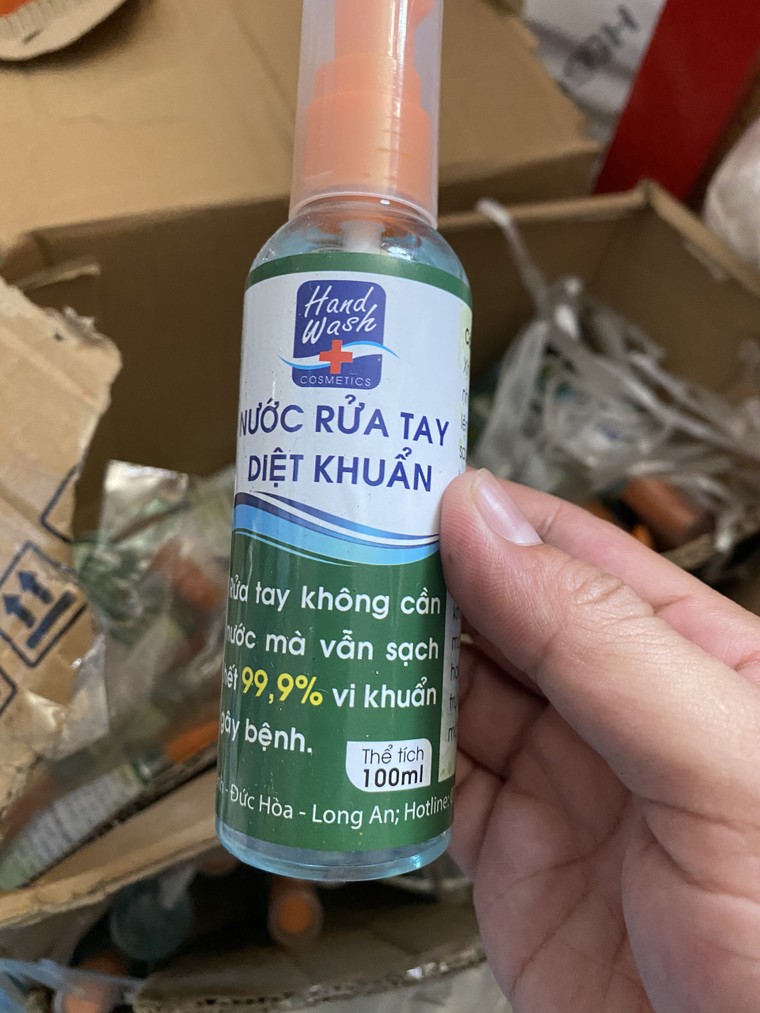 Hand
Wash
COSMETICS
NƯỚC RỬA TAY
DIỆT KHUẨN
Rửa tay không cần
nước mà vẫn sạch
hết 99,9% vi khuẩn
gây bệnh.
Thể tích
100ml
Đức Hòa - Long An; Hotline: